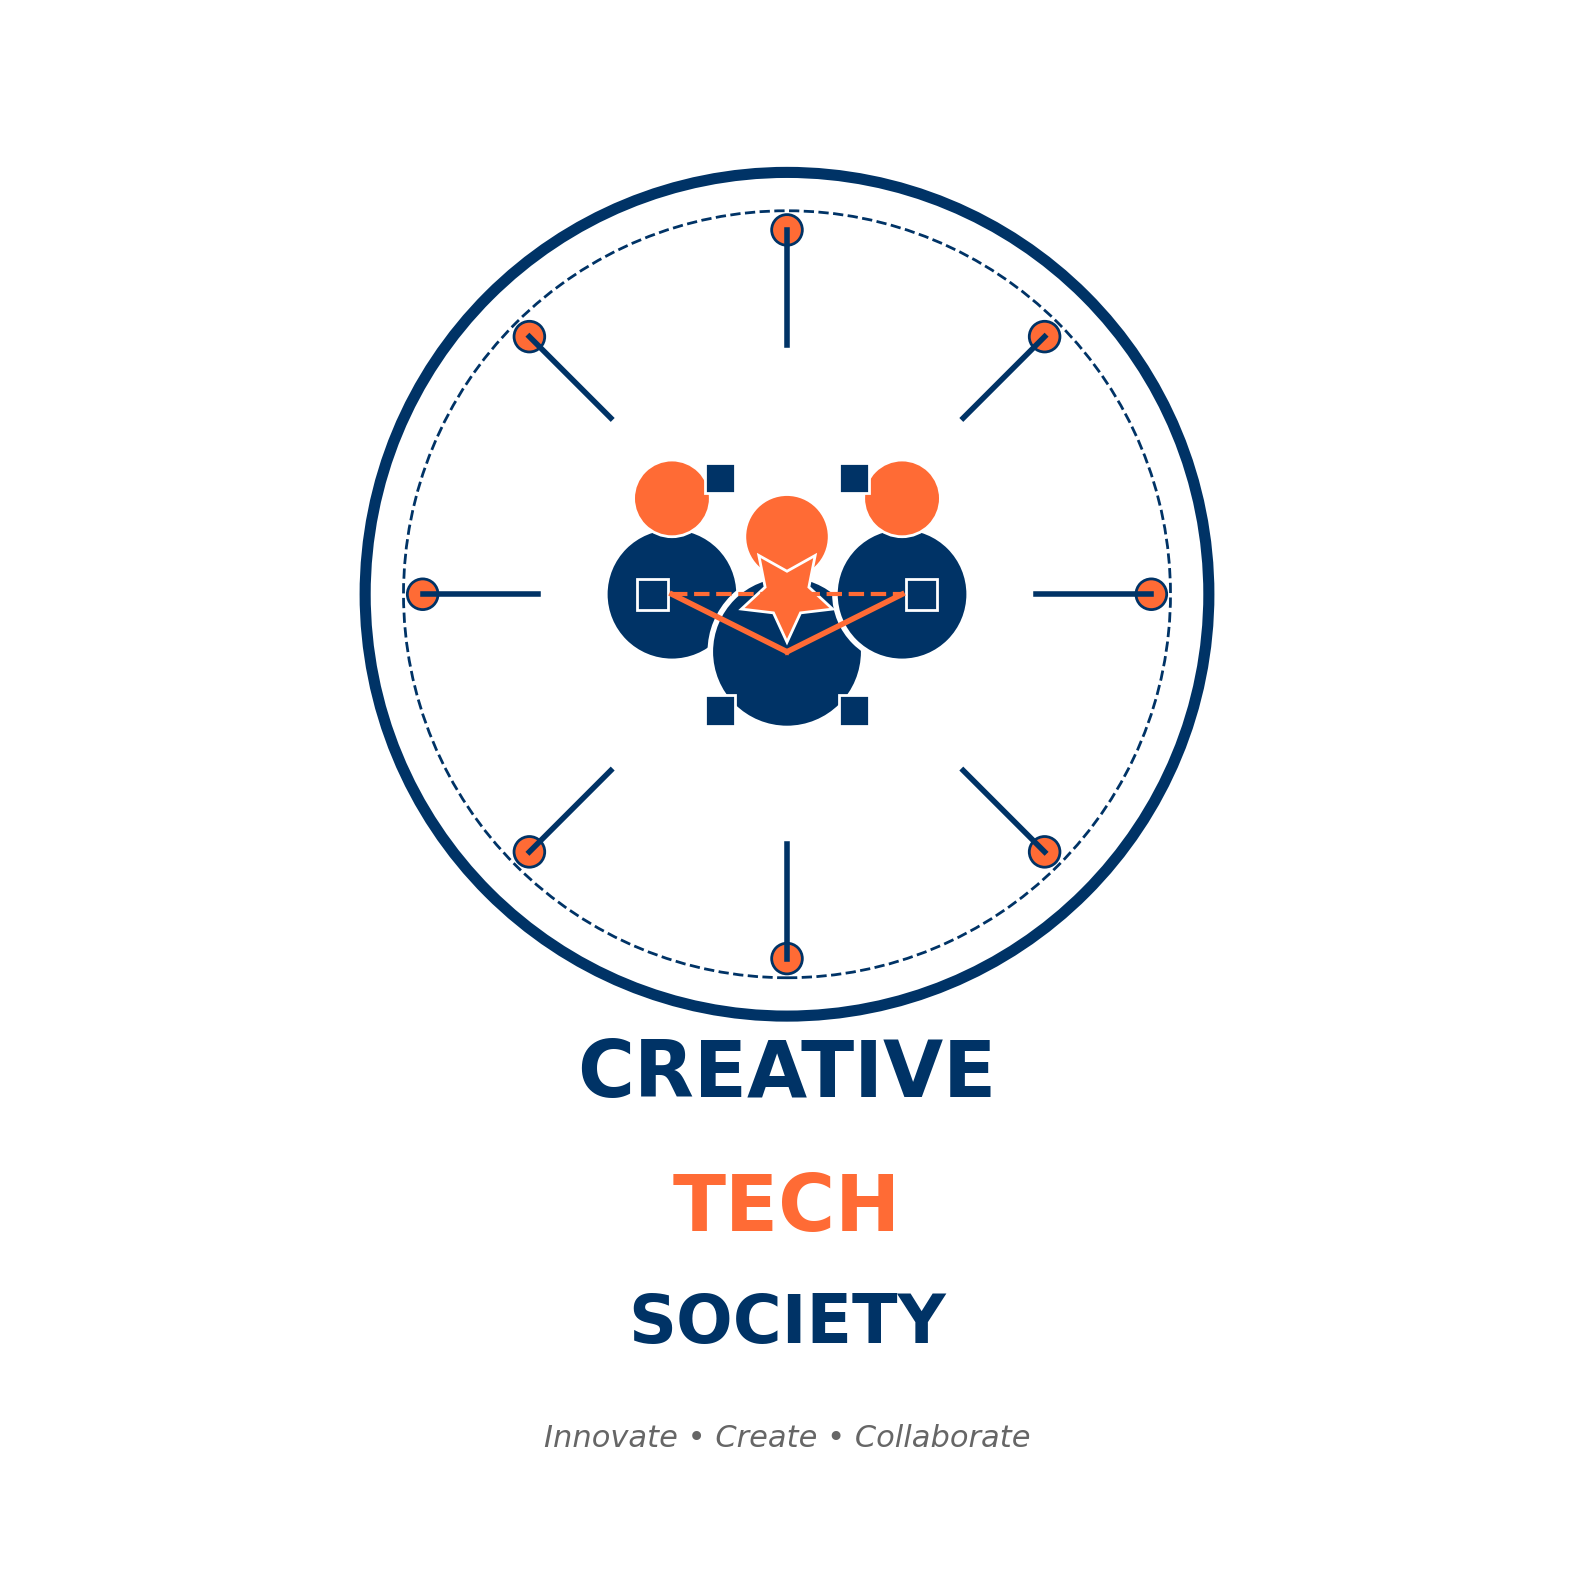 CREATIVE
TECH
SOCIETY
Innovate • Create • Collaborate